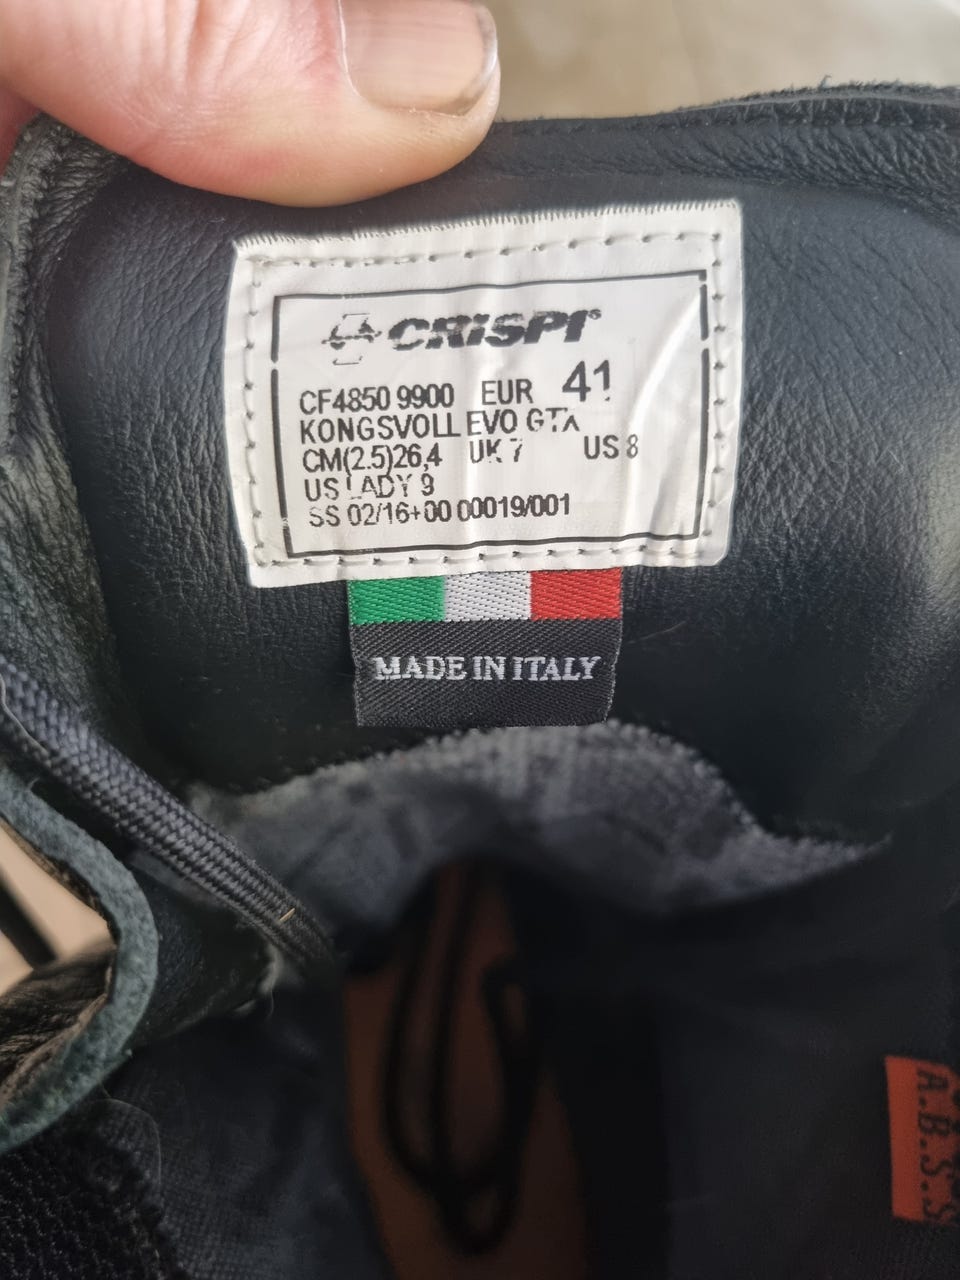 CRISPI®
CF4850 9900 EUR 41
KONGSVOLL EVO GTX
CM(2.5)26,4 UK 7 US 8
US LADY 9
SS 02/16+00 00019/001
MADE IN ITALY
A.B.S.S